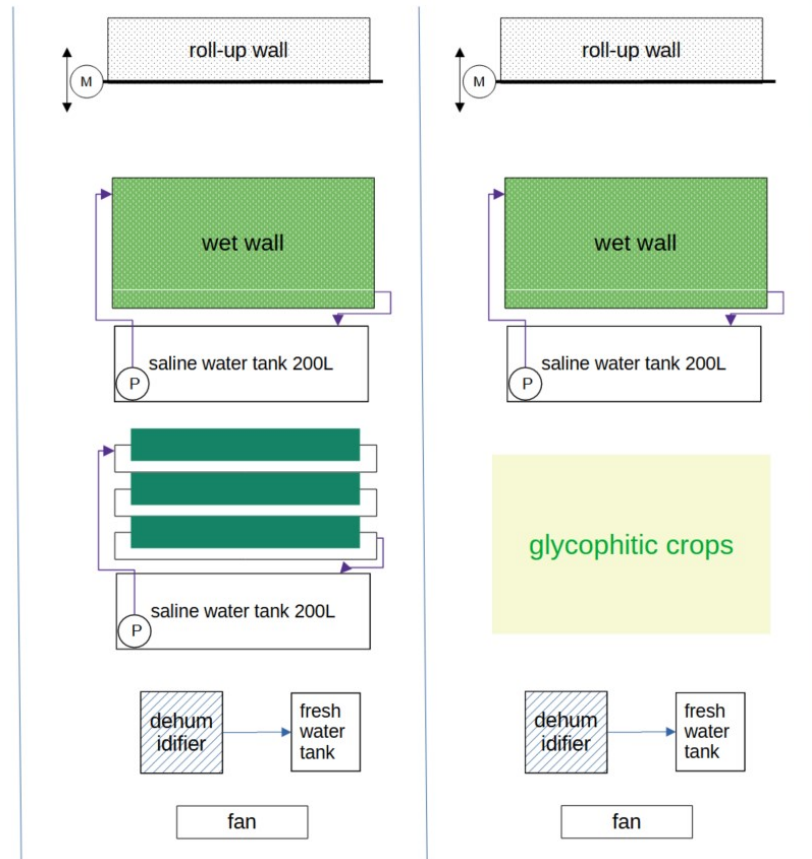 roll-up wall
M
wet wall
saline water tank 200L
P
saline water tank 200L
P
dehum
idifier
fresh
water
tank
fan
roll-up wall
M
wet wall
saline water tank 200L
P
glycophitic crops
dehum
idifier
fresh
water
tank
fan